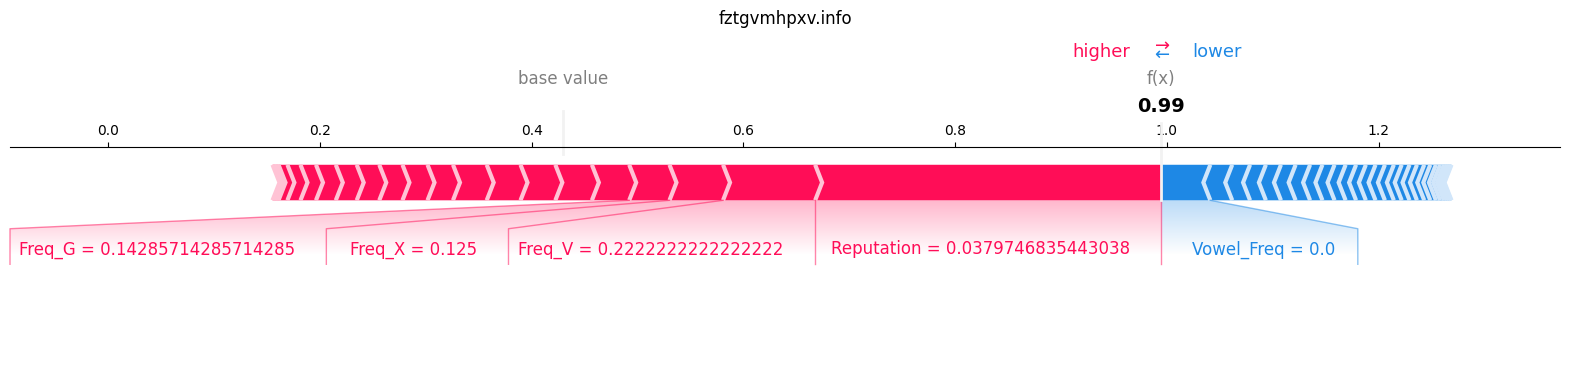 fztgvmhpxv.info
higher ⇄ lower
base value f(x)
0.99
0.0 0.2 0.4 0.6 0.8 1.0 1.2
Freq_G = 0.14285714285714285 Freq_X = 0.125 Freq_V = 0.2222222222222222 Reputation = 0.0379746835443038 Vowel_Freq = 0.0